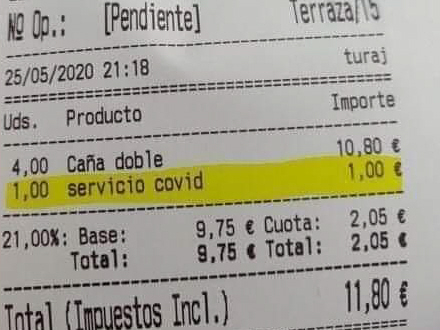 Nº Op.: [Pendiente] Terraza/15
25/05/2020 21:18 turaj
Uds. Producto Importe
4,00 Caña doble 10,80 €
1,00 servicio covid 1,00 €
21,00%: Base: 9,75 € Cuota: 2,05 €
Total: 9,75 € Total: 2,05 €
Total (Impuestos Incl.) 11,80 €